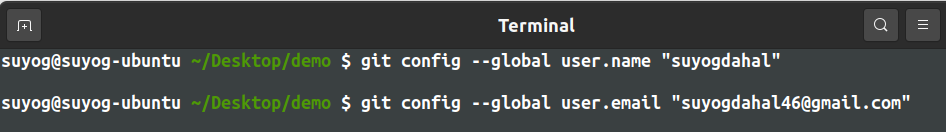 Terminal
suyog@suyog-ubuntu ~/Desktop/demo $ git config --global user.name "suyogdahal"
suyog@suyog-ubuntu ~/Desktop/demo $ git config --global user.email "suyogdahal46@gmail.com"